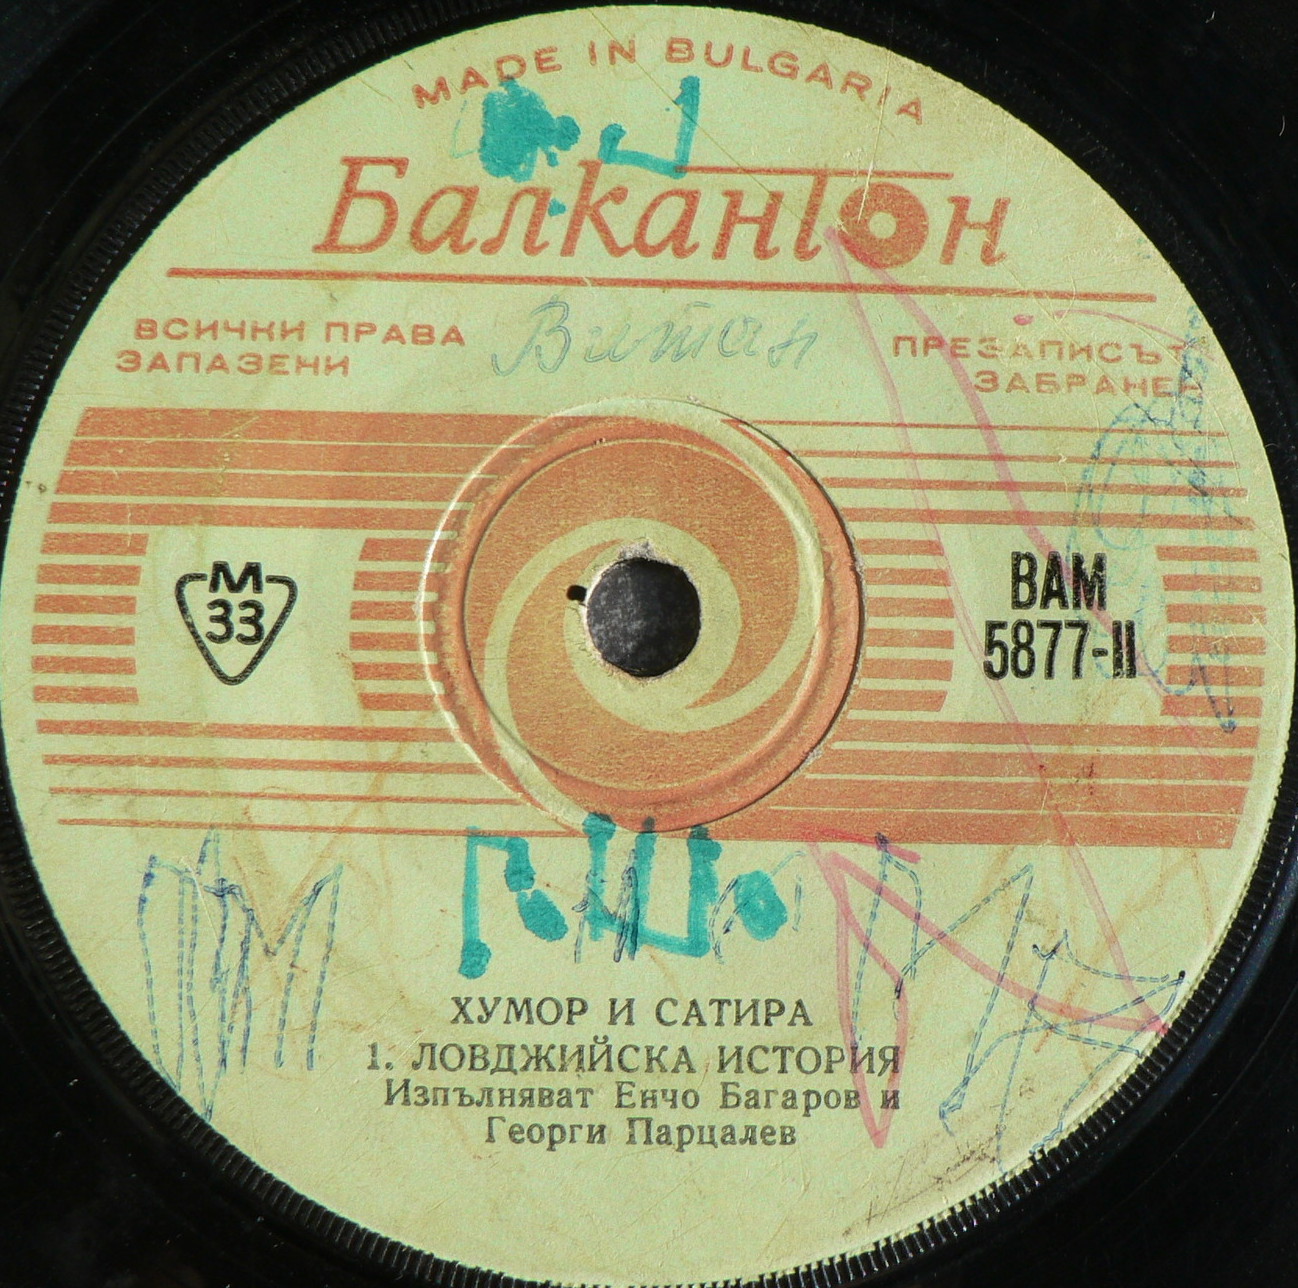 MADE IN BULGARIA
Балкантон
ВСИЧКИ ПРАВА
ЗАПАЗЕНИ
Витан
ПРЕЗАПИСЪТ
ЗАБРАНЕН
М
33
ВАМ
5877-II
ХУМОР И САТИРА
1. ЛОВДЖИЙСКА ИСТОРИЯ
Изпълняват Енчо Багаров и
Георги Парцалев